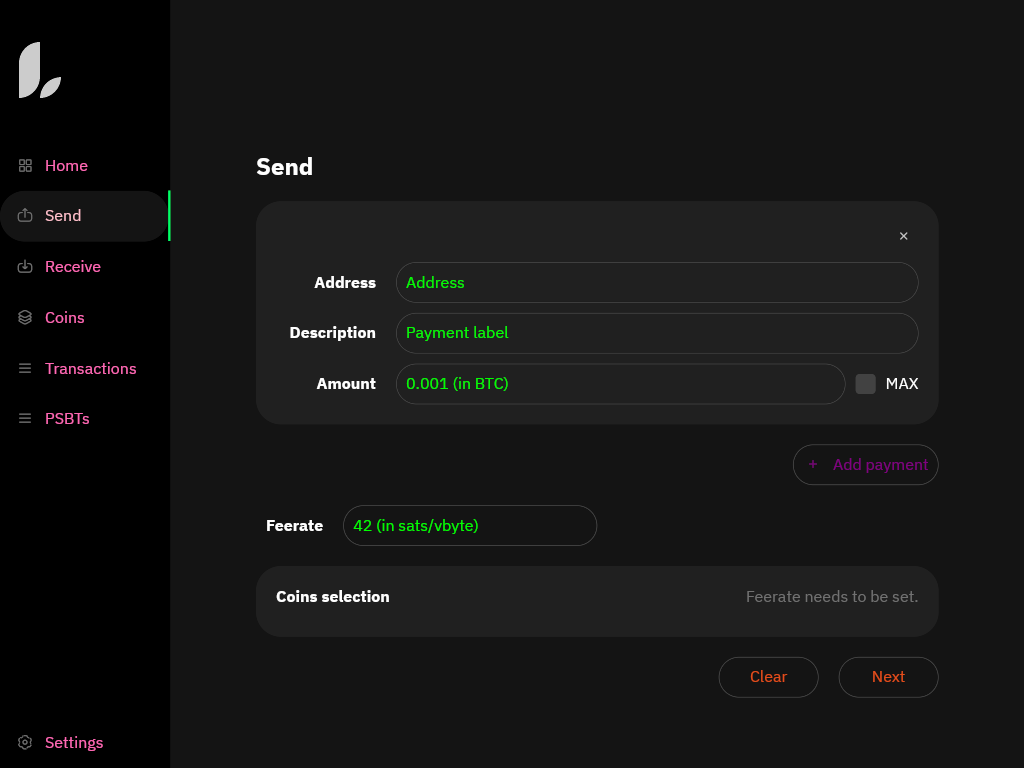 Home
Send
Receive
Coins
Transactions
PSBTs
Settings
Send
Address Address
Description Payment label
Amount 0.001 (in BTC) MAX
+ Add payment
Feerate 42 (in sats/vbyte)
Coins selection Feerate needs to be set.
Clear Next